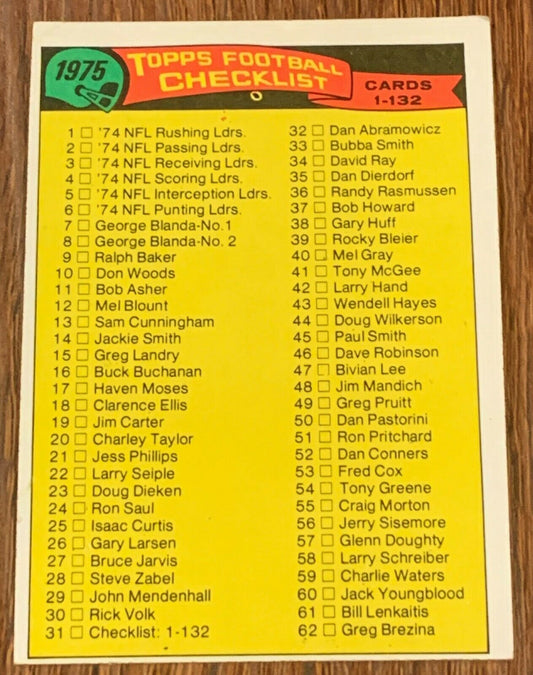 1975
TOPPS FOOTBALL
CHECKLIST
CARDS
1-132
1 '74 NFL Rushing Ldrs.
2 '74 NFL Passing Ldrs.
3 '74 NFL Receiving Ldrs.
4 '74 NFL Scoring Ldrs.
5 '74 NFL Interception Ldrs.
6 '74 NFL Punting Ldrs.
7 George Blanda-No. 1
8 George Blanda-No. 2
9 Ralph Baker
10 Don Woods
11 Bob Asher
12 Mel Blount
13 Sam Cunningham
14 Jackie Smith
15 Greg Landry
16 Buck Buchanan
17 Haven Moses
18 Clarence Ellis
19 Jim Carter
20 Charley Taylor
21 Jess Phillips
22 Larry Seiple
23 Doug Dieken
24 Ron Saul
25 Isaac Curtis
26 Gary Larsen
27 Bruce Jarvis
28 Steve Zabel
29 John Mendenhall
30 Rick Volk
31 Checklist: 1-132
32 Dan Abramowicz
33 Bubba Smith
34 David Ray
35 Dan Dierdorf
36 Randy Rasmussen
37 Bob Howard
38 Gary Huff
39 Rocky Bleier
40 Mel Gray
41 Tony McGee
42 Larry Hand
43 Wendell Hayes
44 Doug Wilkerson
45 Paul Smith
46 Dave Robinson
47 Bivian Lee
48 Jim Mandich
49 Greg Pruitt
50 Dan Pastorini
51 Ron Pritchard
52 Dan Conners
53 Fred Cox
54 Tony Greene
55 Craig Morton
56 Jerry Sisemore
57 Glenn Doughty
58 Larry Schreiber
59 Charlie Waters
60 Jack Youngblood
61 Bill Lenkaitis
62 Greg Brezina